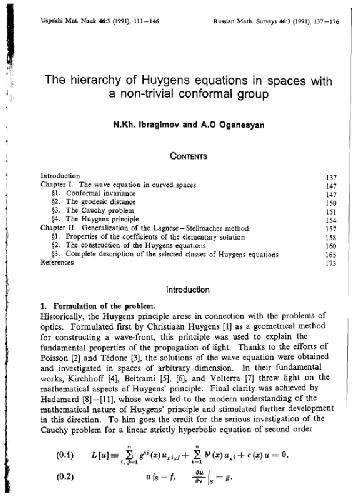 Uspekhi Mat. Nauk 46:3 (1991), 111—146 Russian Math. Surveys 46:3 (1991), 137—176
The hierarchy of Huygens equations in spaces with
a non-trivial conformal group
N.Kh. Ibragimov and A.O Oganesyan
CONTENTS
Introduction 137
Chapter I. The wave equation in curved spaces 147
§1. Conformal invariance 147
§2. The geodesic distance 150
§3. The Cauchy problem 151
§4. The Huygens principle 154
Chapter II. Generalization of the Lagnese—Stellmacher method 157
§1. Properties of the coefficients of the elementary solution 158
§2. The construction of the Huygens equations 160
§3. Complete description of the selected classes of Huygens equations 165
References 173
Introduction
1. Formulation of the problem.
Historically, the Huygens principle arose in connection with the problems of
optics. Formulated first by Christiaan Huygens [1] as a geometrical method
for constructing a wave-front, this principle was used to explain the
fundamental properties of the propagation of light. Thanks to the efforts of
Poisson [2] and Tédone [3], the solutions of the wave equation were obtained
and investigated in spaces of arbitrary dimension. In their fundamental
works, Kirchhoff [4], Beltrami [5], [6], and Volterra [7] threw light on the
mathematical aspects of Huygens' principle. Final clarity was achieved by
Hadamard [8]—[11], whose works led to the modern understanding of the
mathematical nature of Huygens' principle and stimulated further development
in this direction. To him goes the credit for the serious investigation of the
Cauchy problem for a linear strictly hyperbolic equation of second order
(0.1) L[u] ≡ ∑ g^{ij}(x) u_{x^i x^j} + ∑ b^i(x) u_{x^i} + c(x) u = 0,
(0.2) u|_S = f, ∂u/∂ν|_S = g,